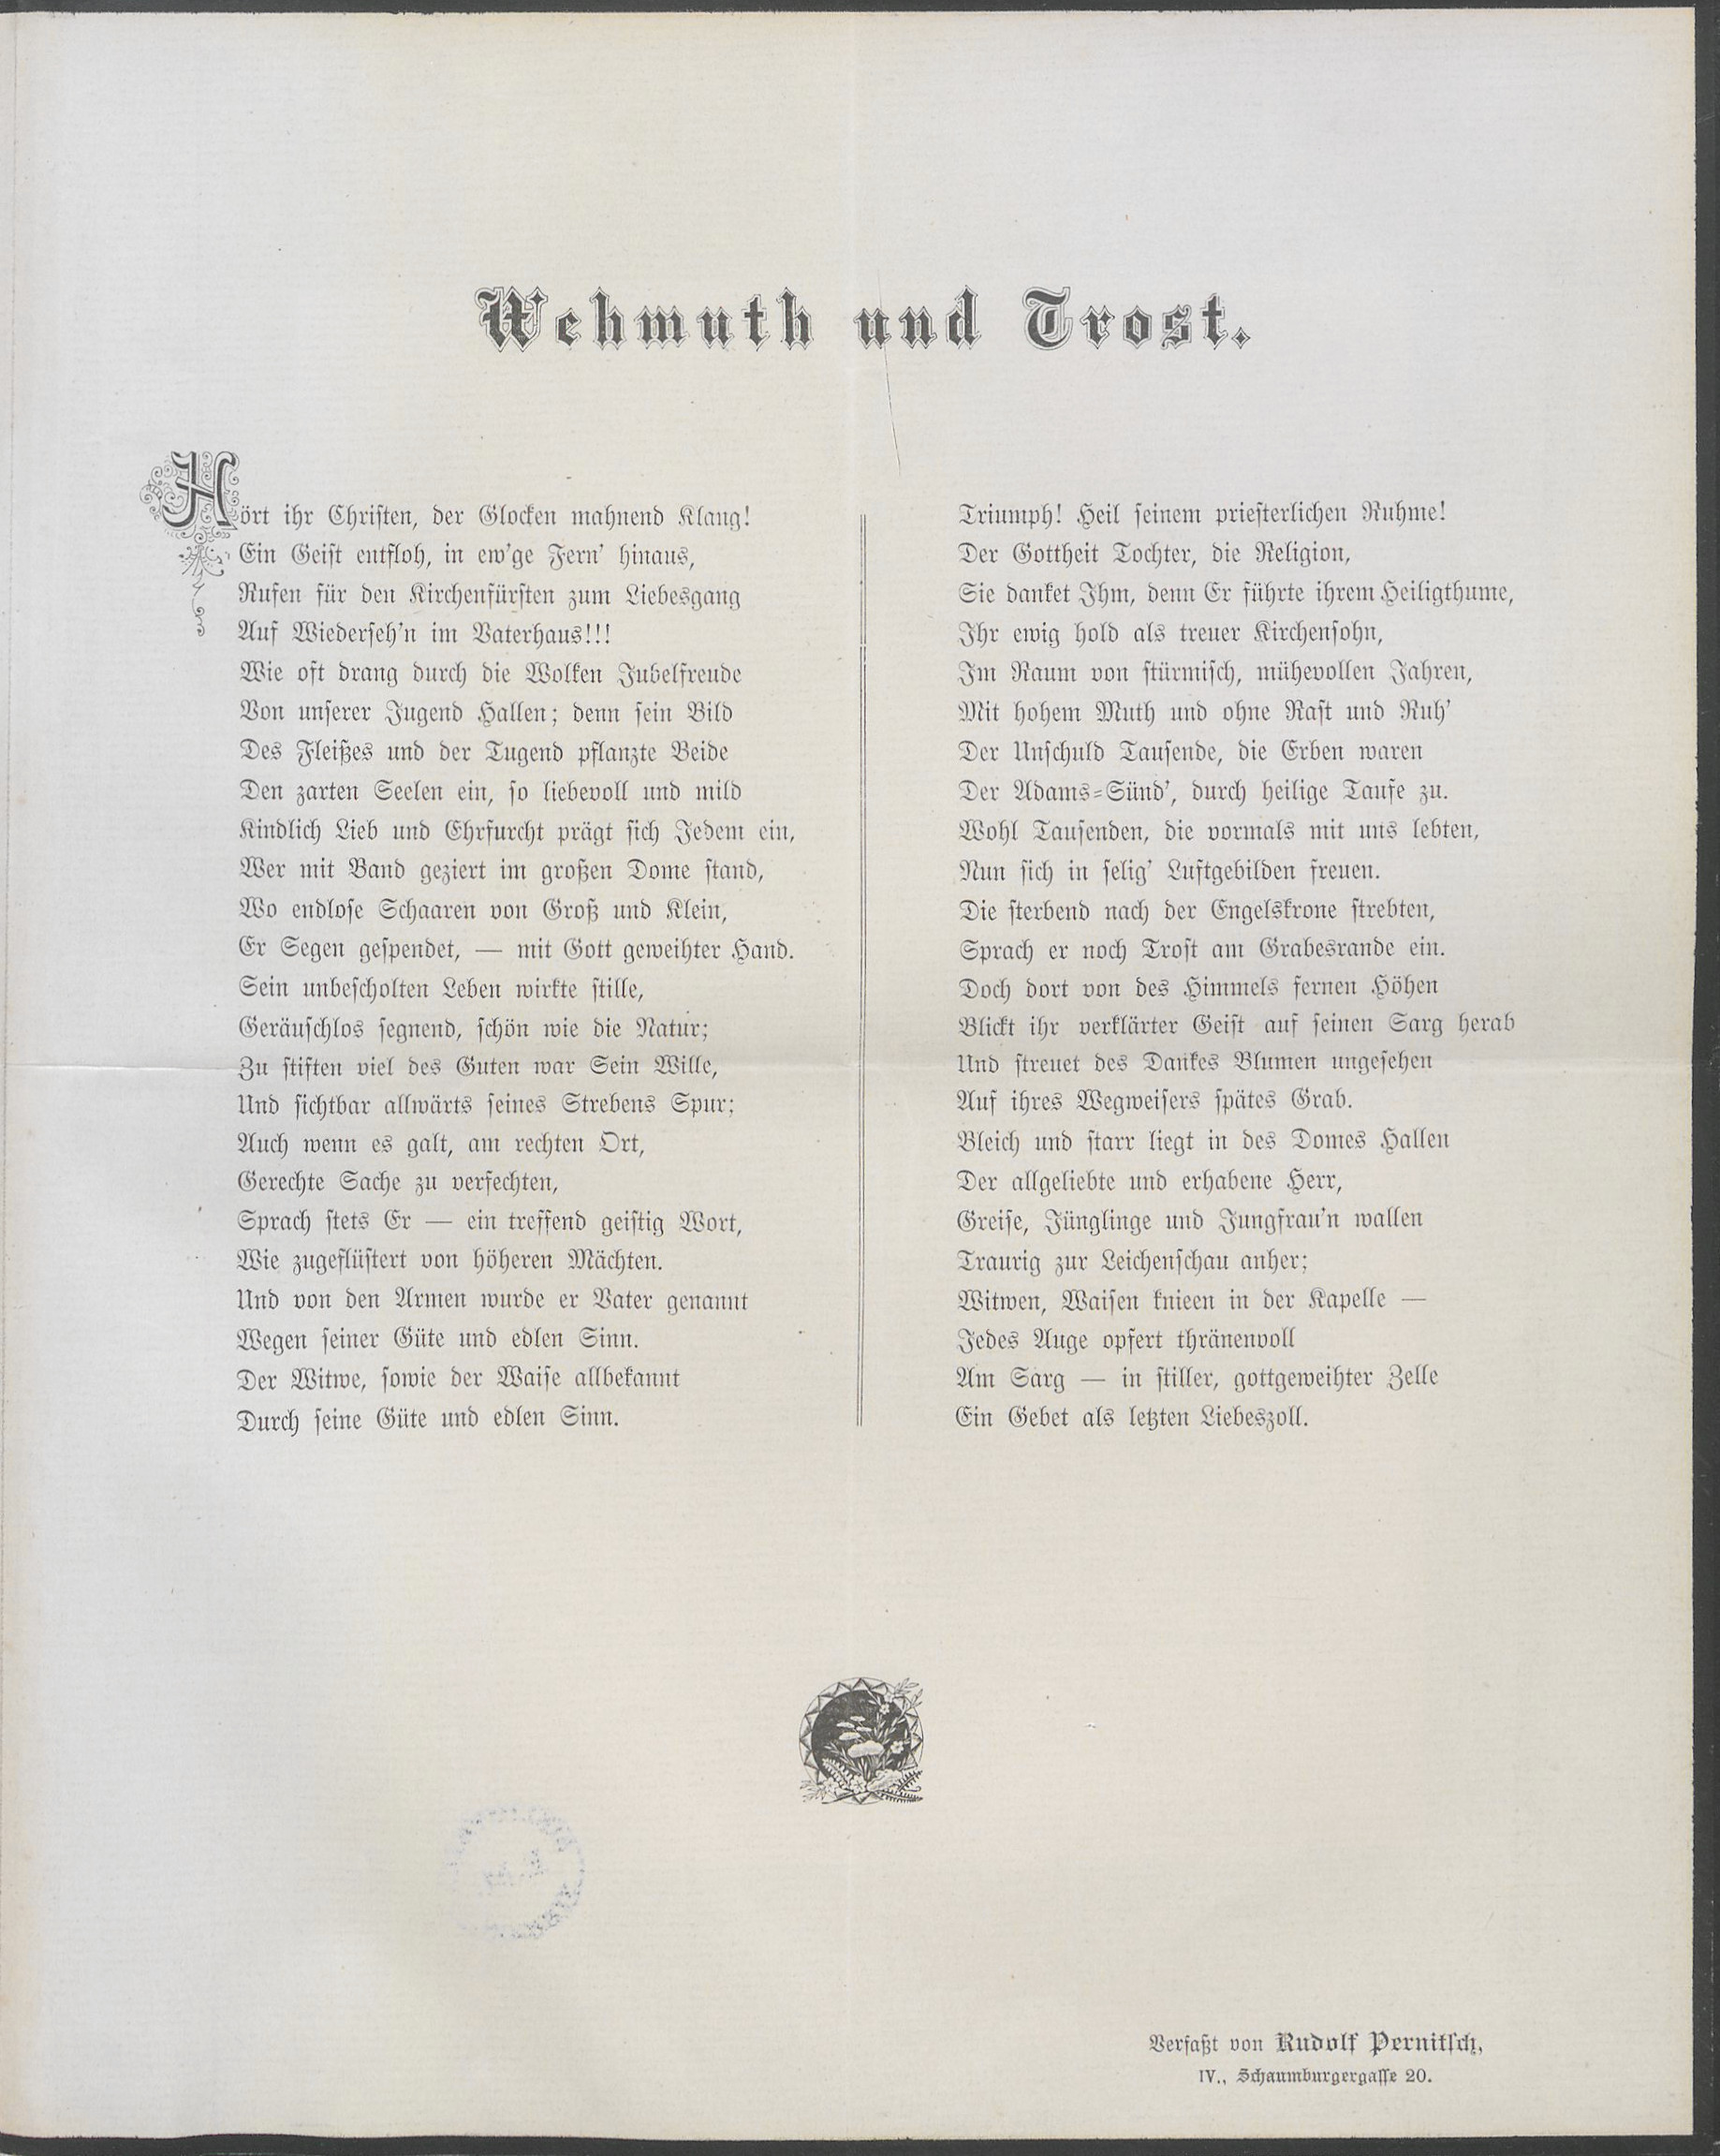 Wehmuth und Trost.
Hört ihr Christen, der Glocken mahnend Klang!
Ein Geist entfloh, in ew'ge Fern' hinaus,
Rufen für den Kirchenfürsten zum Liebesgang
Auf Wiederseh'n im Vaterhaus!!!
Wie oft drang durch die Wolken Jubelfreude
Von unserer Jugend Hallen; denn sein Bild
Des Fleißes und der Tugend pflanzte Beide
Den zarten Seelen ein, so liebevoll und mild
Kindlich Lieb und Ehrfurcht prägt sich Jedem ein,
Wer mit Band geziert im großen Dome stand,
Wo endlose Schaaren von Groß und Klein,
Er Segen gespendet, — mit Gott geweihter Hand.
Sein unbescholten Leben wirkte stille,
Geräuschlos segnend, schön wie die Natur;
Zu stiften viel des Guten war Sein Wille,
Und sichtbar allwärts seines Strebens Spur;
Auch wenn es galt, am rechten Ort,
Gerechte Sache zu verfechten,
Sprach stets Er — ein treffend geistig Wort,
Wie zugeflüstert von höheren Mächten.
Und von den Armen wurde er Vater genannt
Wegen seiner Güte und edlen Sinn.
Der Witwe, sowie der Waise allbekannt
Durch seine Güte und edlen Sinn.
Triumph! Heil seinem priesterlichen Ruhme!
Der Gottheit Tochter, die Religion,
Sie danket Ihm, denn Er führte ihrem Heiligthume,
Ihr ewig hold als treuer Kirchensohn,
Im Raum von stürmisch, mühevollen Jahren,
Mit hohem Muth und ohne Rast und Ruh'
Der Unschuld Tausende, die Erben waren
Der Adams-Sünd', durch heilige Taufe zu.
Wohl Tausenden, die vormals mit uns lebten,
Nun sich in selig' Luftgebilden freuen.
Die sterbend nach der Engelskrone strebten,
Sprach er noch Trost am Grabesrande ein.
Doch dort von des Himmels fernen Höhen
Blickt ihr verklärter Geist auf seinen Sarg herab
Und streuet des Dankes Blumen ungesehen
Auf ihres Wegweisers spätes Grab.
Bleich und starr liegt in des Domes Hallen
Der allgeliebte und erhabene Herr,
Greise, Jünglinge und Jungfrau'n wallen
Traurig zur Leichenschau anher;
Witwen, Waisen knieen in der Kapelle —
Jedes Auge opfert thränenvoll
Am Sarg — in stiller, gottgeweihter Zelle
Ein Gebet als letzten Liebeszoll.
Verfaßt von Rudolf Pernitsch,
IV., Schaumburgergasse 20.